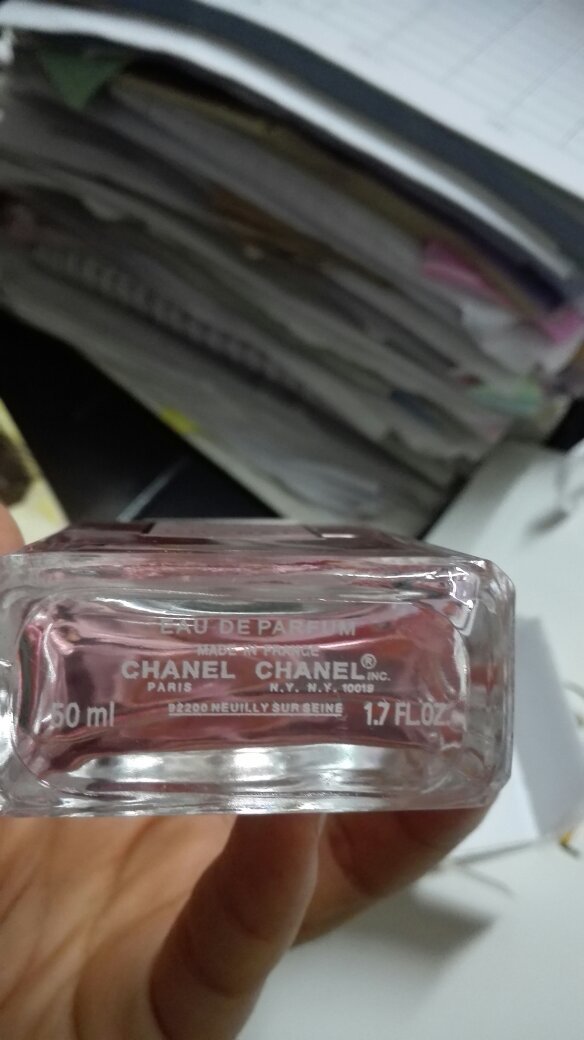 EAU DE PARFUM
MADE IN FRANCE
CHANEL CHANEL® INC.
PARIS N.Y. N.Y. 10019
50 ml 92200 NEUILLY SUR SEINE 1.7 FL.OZ.